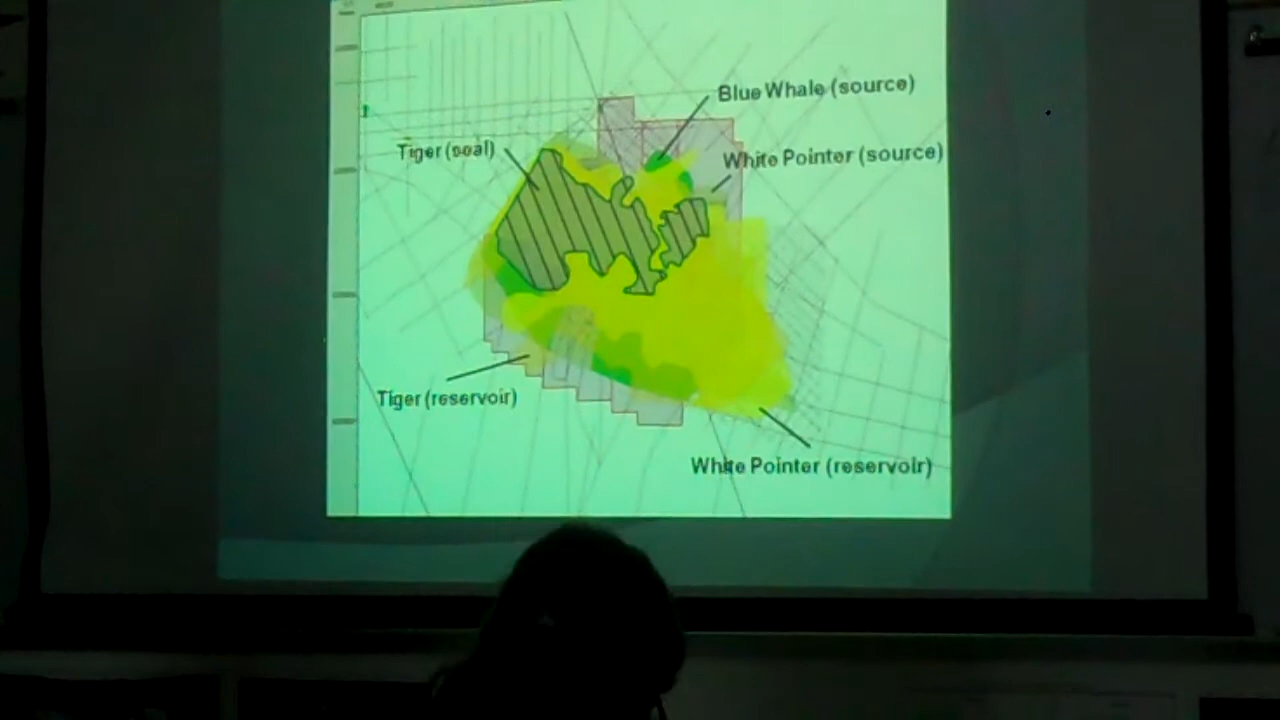 Blue Whale (source)
Tiger (seal)
White Pointer (source)
Tiger (reservoir)
White Pointer (reservoir)